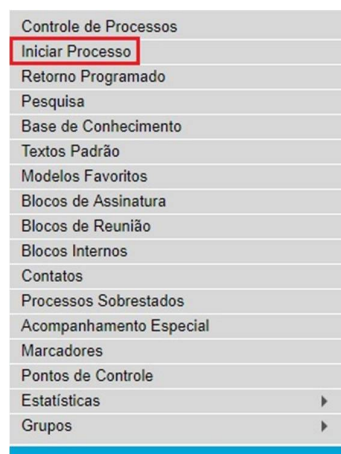 Controle de Processos
Iniciar Processo
Retorno Programado
Pesquisa
Base de Conhecimento
Textos Padrão
Modelos Favoritos
Blocos de Assinatura
Blocos de Reunião
Blocos Internos
Contatos
Processos Sobrestados
Acompanhamento Especial
Marcadores
Pontos de Controle
Estatísticas
Grupos